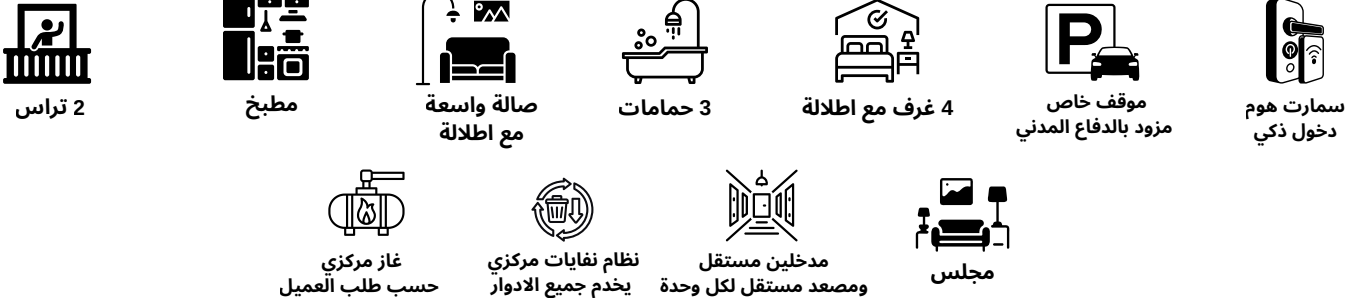 سمارت هوم
دخول ذكي
موقف خاص
مزود بالدفاع المدني
4 غرف مع اطلالة
3 حمامات
صالة واسعة
مع اطلالة
مطبخ
2 تراس
مجلس
مدخلين مستقل
ومصعد مستقل لكل وحدة
نظام نفايات مركزي
يخدم جميع الادوار
غاز مركزي
حسب طلب العميل
P